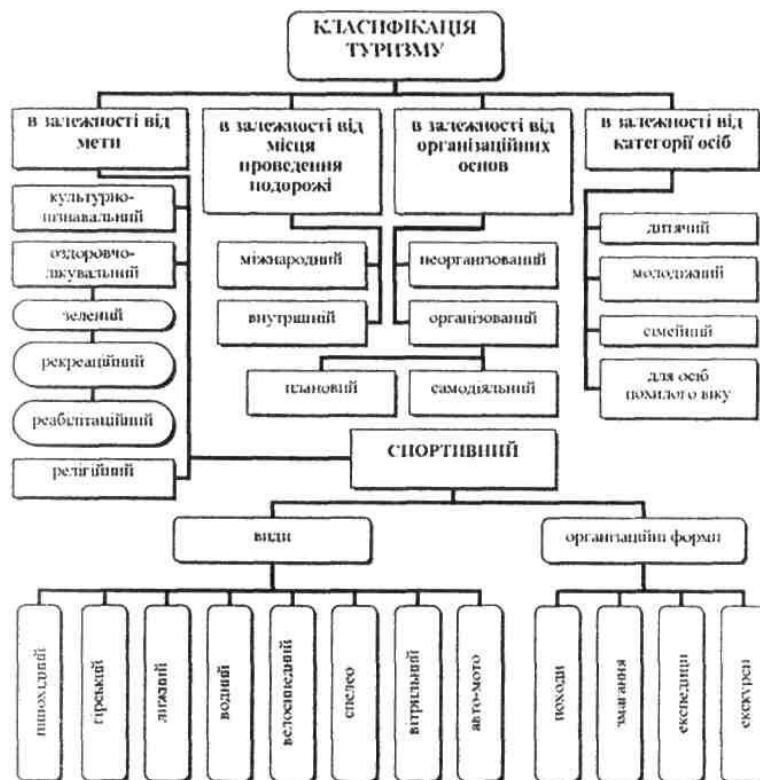 КЛАСИФІКАЦІЯ
ТУРИЗМУ
в залежності від
мети
в залежності від
місця
проведення
подорожі
в залежності від
організаційних
основ
в залежності від
категорії осіб
культурно-
пізнавальний
оздоровчо-
лікувальний
зелений
рекреаційний
реабілітаційний
релігійний
міжнародний
внутрішній
неорганізований
організований
плановий
самодіяльний
дитячий
молодіжний
сімейний
для осіб
похилого віку
СПОРТИВНИЙ
види
організаційні форми
пішохідний
гірський
лижний
водний
велосипедний
спелео
вітрильний
авто-мото
походи
змагання
експедиції
екскурсії